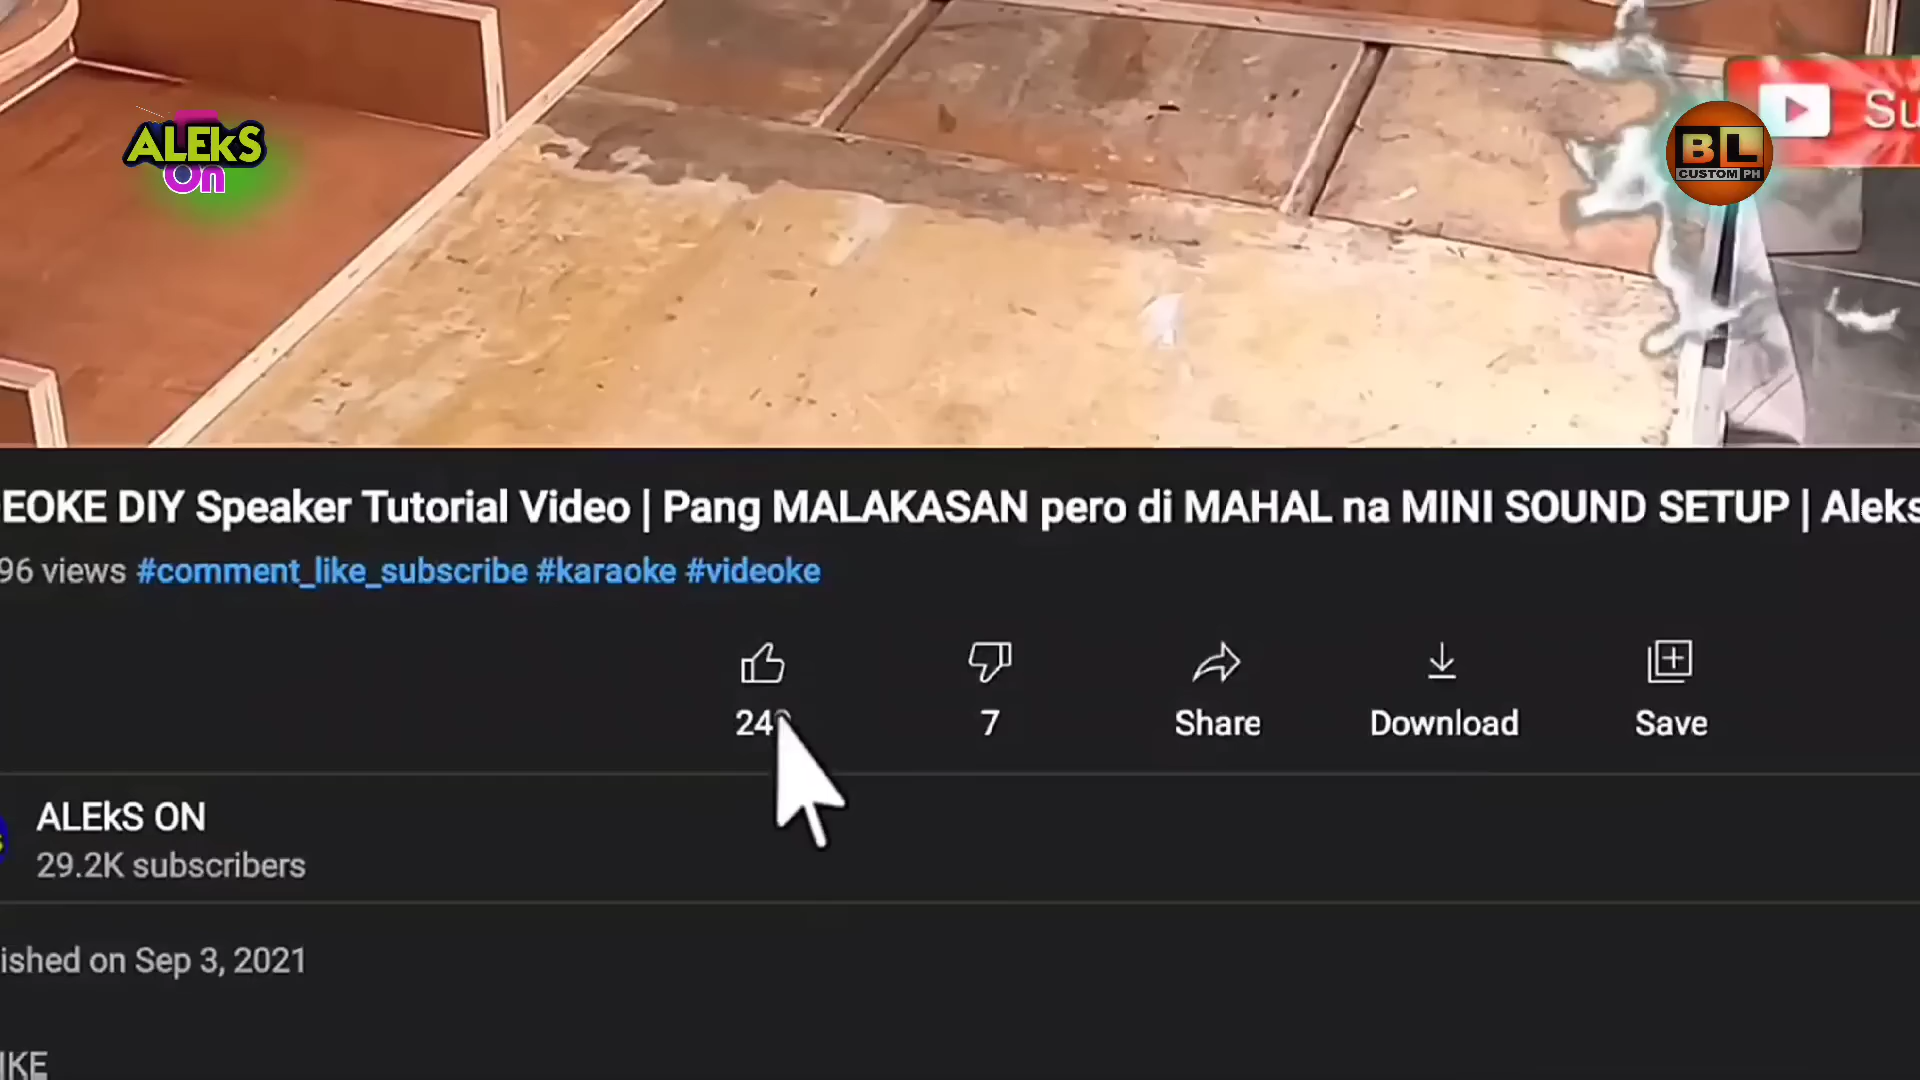 ALEkS
On
BL
CUSTOM PH
EOKE DIY Speaker Tutorial Video | Pang MALAKASAN pero di MAHAL na MINI SOUND SETUP | Aleks
96 views #comment_like_subscribe #karaoke #videoke
7 Share Download Save
ALEkS ON
29.2K subscribers
ished on Sep 3, 2021
IKE